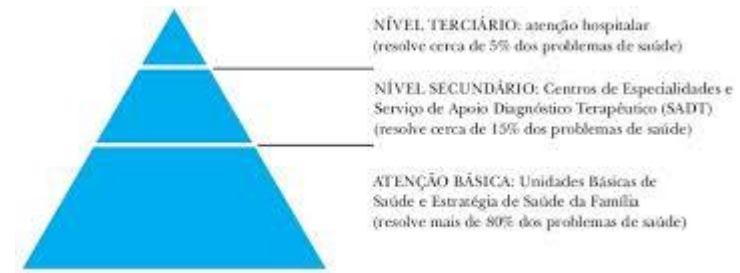 NÍVEL TERCIÁRIO: atenção hospitalar
(resolve cerca de 5% dos problemas de saúde)
NÍVEL SECUNDÁRIO: Centros de Especialidades e
Serviço de Apoio Diagnóstico Terapêutico (SADT)
(resolve cerca de 15% dos problemas de saúde)
ATENÇÃO BÁSICA: Unidades Básicas de
Saúde e Estratégia de Saúde da Família
(resolve mais de 80% dos problemas de saúde)